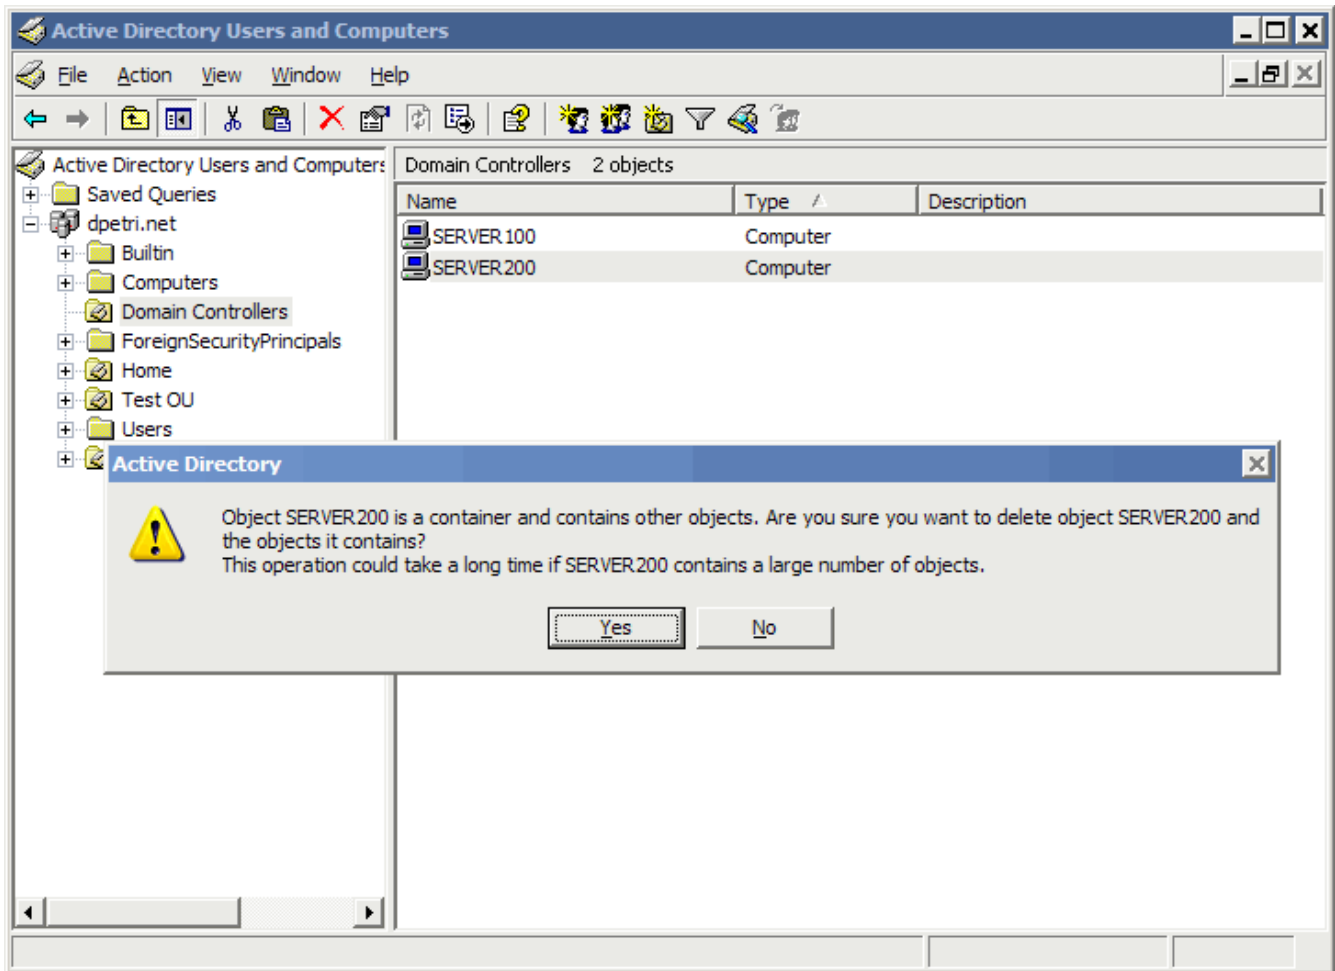 Active Directory Users and Computers
File Action View Window Help
Active Directory Users and Computers
Domain Controllers 2 objects
Saved Queries
dpetri.net
Builtin
Computers
Domain Controllers
ForeignSecurityPrincipals
Home
Test OU
Users
Name Type Description
SERVER100 Computer
SERVER200 Computer
Active Directory
Object SERVER200 is a container and contains other objects. Are you sure you want to delete object SERVER200 and
the objects it contains?
This operation could take a long time if SERVER200 contains a large number of objects.
Yes No